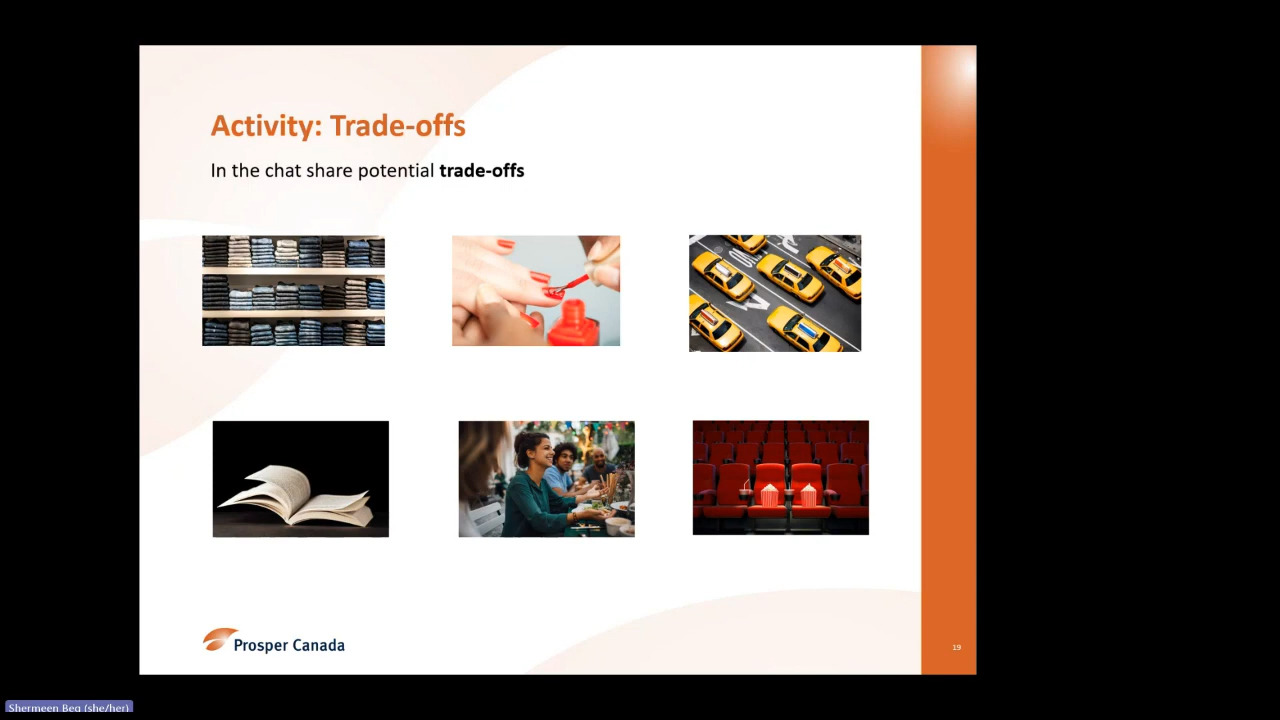 Activity: Trade-offs
In the chat share potential trade-offs
Prosper Canada
19
Shermeen Beg (she/her)